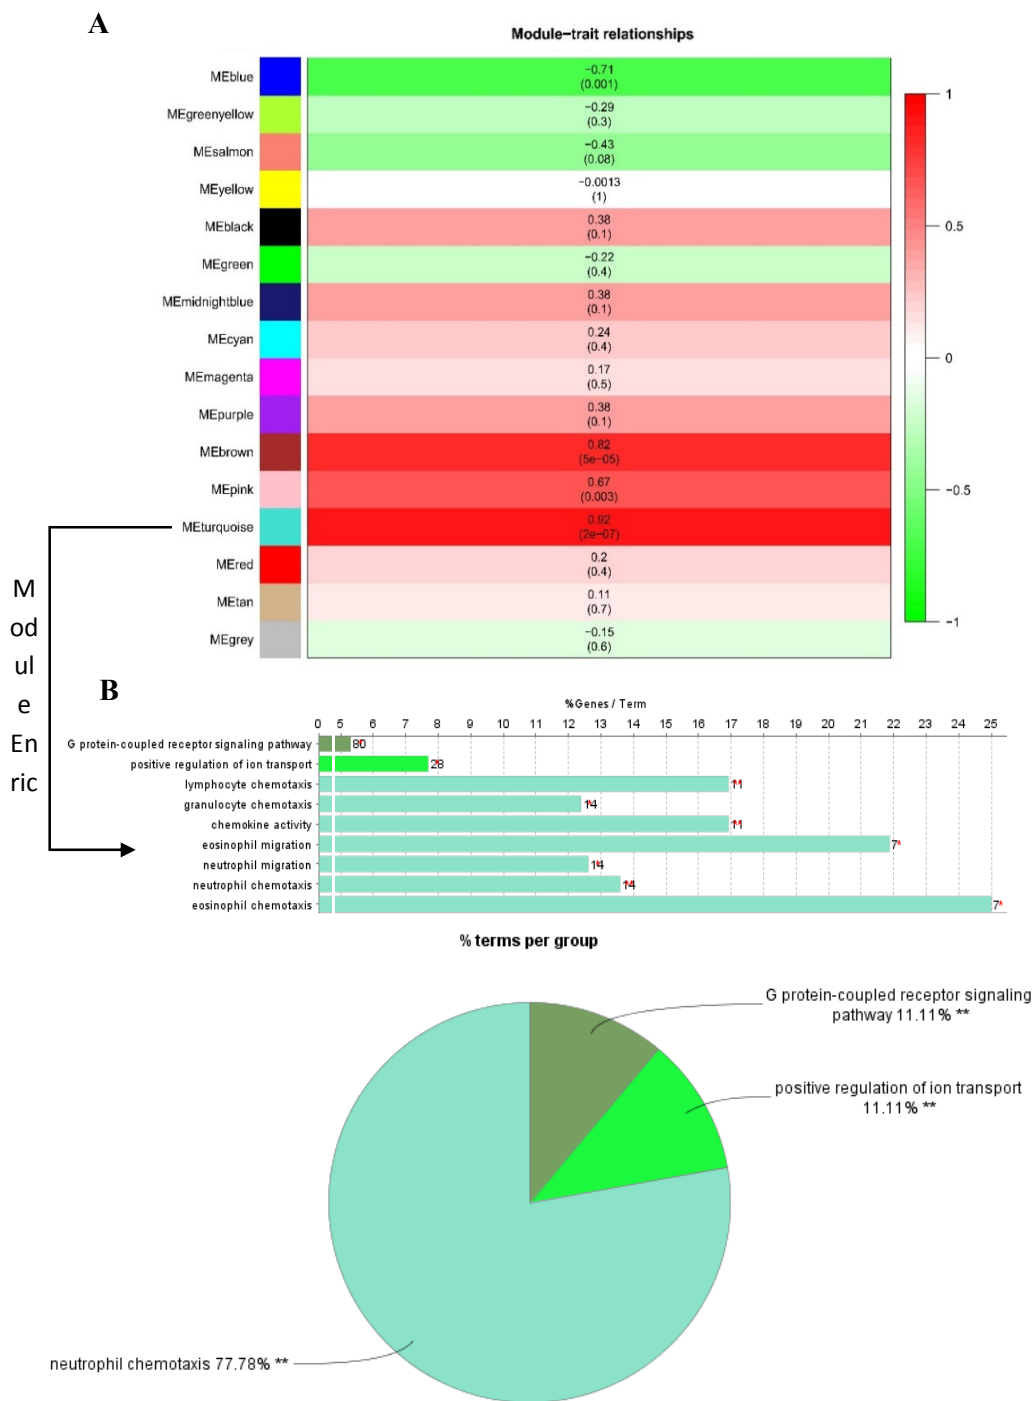 A
Module−trait relationships
MEblue
−0.71
(0.001)
MEgreenyellow
−0.29
(0.3)
MEsalmon
−0.43
(0.08)
MEyellow
−0.0013
(1)
MEblack
0.38
(0.1)
MEgreen
−0.22
(0.4)
MEmidnightblue
0.38
(0.1)
MEcyan
0.24
(0.4)
MEmagenta
0.17
(0.5)
MEpurple
0.38
(0.1)
MEbrown
0.82
(5e−05)
MEpink
0.67
(0.003)
MEturquoise
0.92
(2e−07)
MEred
0.2
(0.4)
MEtan
0.11
(0.7)
MEgrey
−0.15
(0.6)
1
0.5
0
−0.5
−1
M
od
ul
e
En
ric
B
%Genes / Term
0 5 6 7 8 9 10 11 12 13 14 15 16 17 18 19 20 21 22 23 24 25
G protein-coupled receptor signaling pathway 80*
positive regulation of ion transport 28*
lymphocyte chemotaxis 11**
granulocyte chemotaxis 14*
chemokine activity 11**
eosinophil migration 7*
neutrophil migration 14*
neutrophil chemotaxis 14**
eosinophil chemotaxis 7*
% terms per group
G protein-coupled receptor signaling
pathway 11.11% **
positive regulation of ion transport
11.11% **
neutrophil chemotaxis 77.78% **